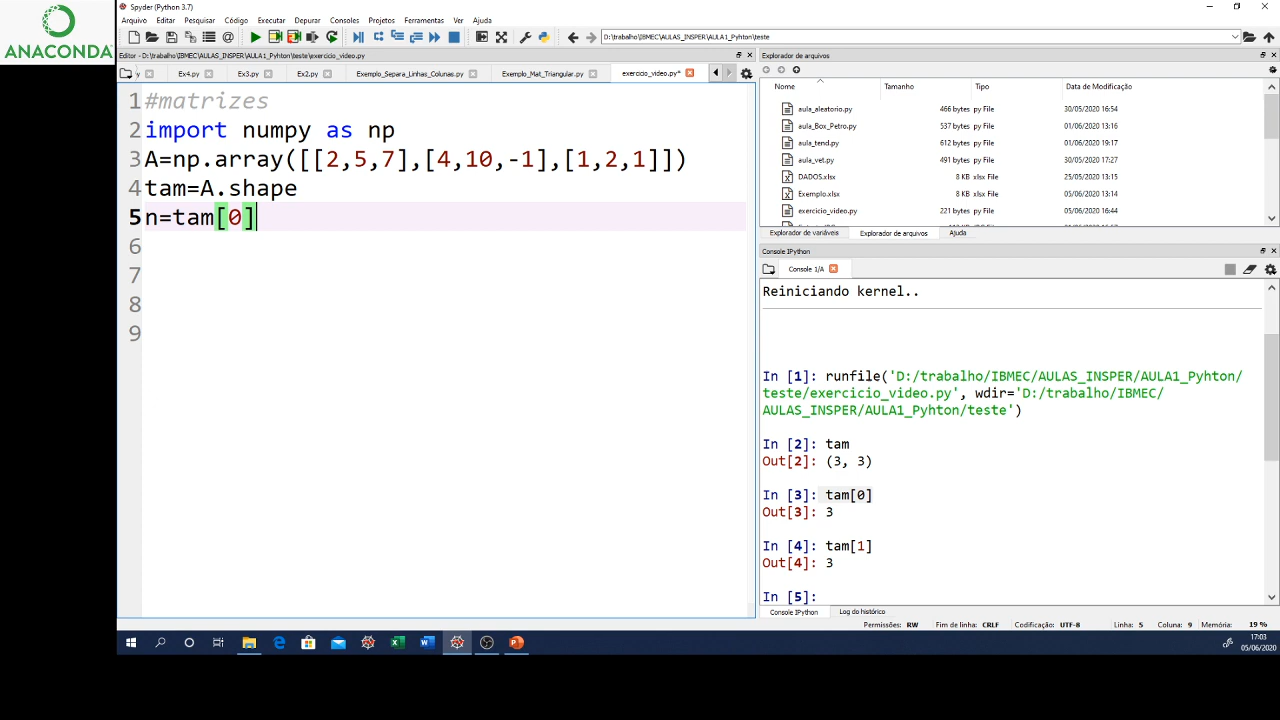 ANACONDA
Spyder (Python 3.7)
Arquivo Editar Pesquisar Código Executar Depurar Consoles Projetos Ferramentas Ver Ajuda
D:\trabalho\IBMEC\AULAS_INSPER\AULA1_Pyhton\teste
Editor - D:\trabalho\IBMEC\AULAS_INSPER\AULA1_Pyhton\teste\exercicio_video.py
y Ex4.py Ex3.py Ex2.py Exemplo_Separa_Linhas_Colunas.py Exemplo_Mat_Triangular.py exercicio_video.py*
1 #matrizes
2 import numpy as np
3 A=np.array([[2,5,7],[4,10,-1],[1,2,1]])
4 tam=A.shape
5 n=tam[0]
6
7
8
9
Explorador de arquivos
Nome Tamanho Tipo Data de Modificação
aula_aleatorio.py 466 bytes py File 30/05/2020 16:54
aula_Box_Petro.py 537 bytes py File 01/06/2020 13:16
aula_tend.py 612 bytes py File 01/06/2020 19:17
aula_vet.py 491 bytes py File 30/05/2020 17:27
DADOS.xlsx 8 KB xlsx File 25/05/2020 13:15
Exemplo.xlsx 8 KB xlsx File 05/06/2020 13:14
exercicio_video.py 221 bytes py File 05/06/2020 16:44
Explorador de variáveis Explorador de arquivos Ajuda
Console IPython
Console 1/A
Reiniciando kernel..
In [1]: runfile('D:/trabalho/IBMEC/AULAS_INSPER/AULA1_Pyhton/
teste/exercicio_video.py', wdir='D:/trabalho/IBMEC/
AULAS_INSPER/AULA1_Pyhton/teste')
In [2]: tam
Out[2]: (3, 3)
In [3]: tam[0]
Out[3]: 3
In [4]: tam[1]
Out[4]: 3
In [5]:
Console IPython Log do histórico
Permissões: RW Fim de linha: CRLF Codificação: UTF-8 Linha: 5 Coluna: 9 Memória: 19 %
17:03
05/06/2020